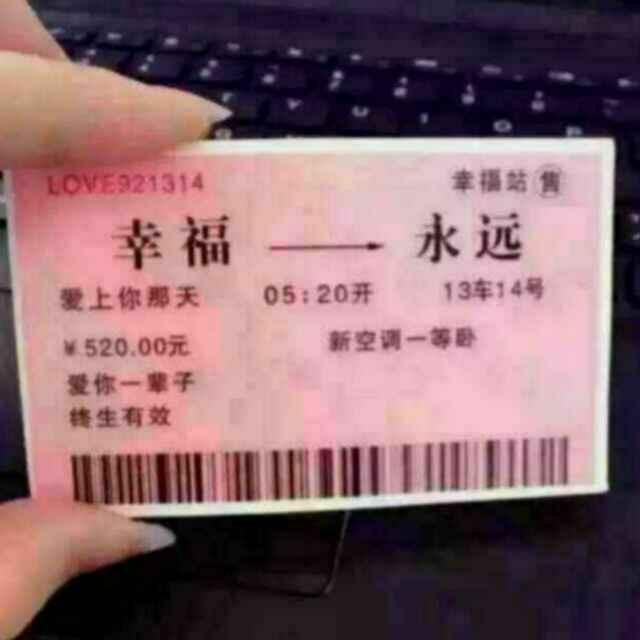 LOVE921314 幸福站 售
幸福 → 永远
爱上你那天 05:20开 13车14号
¥520.00元 新空调一等卧
爱你一辈子
终生有效